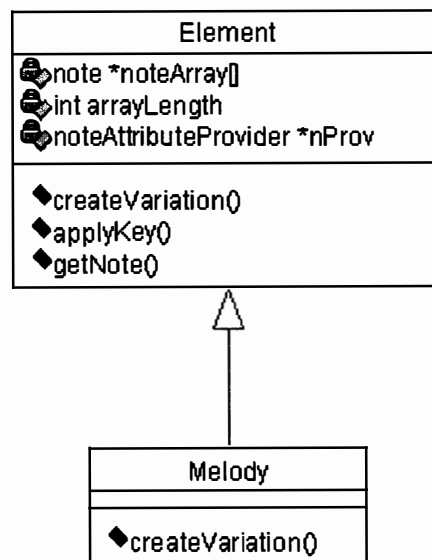 Element
note *noteArray[]
int arrayLength
noteAttributeProvider *nProv
createVariation()
applyKey()
getNote()
Melody
createVariation()